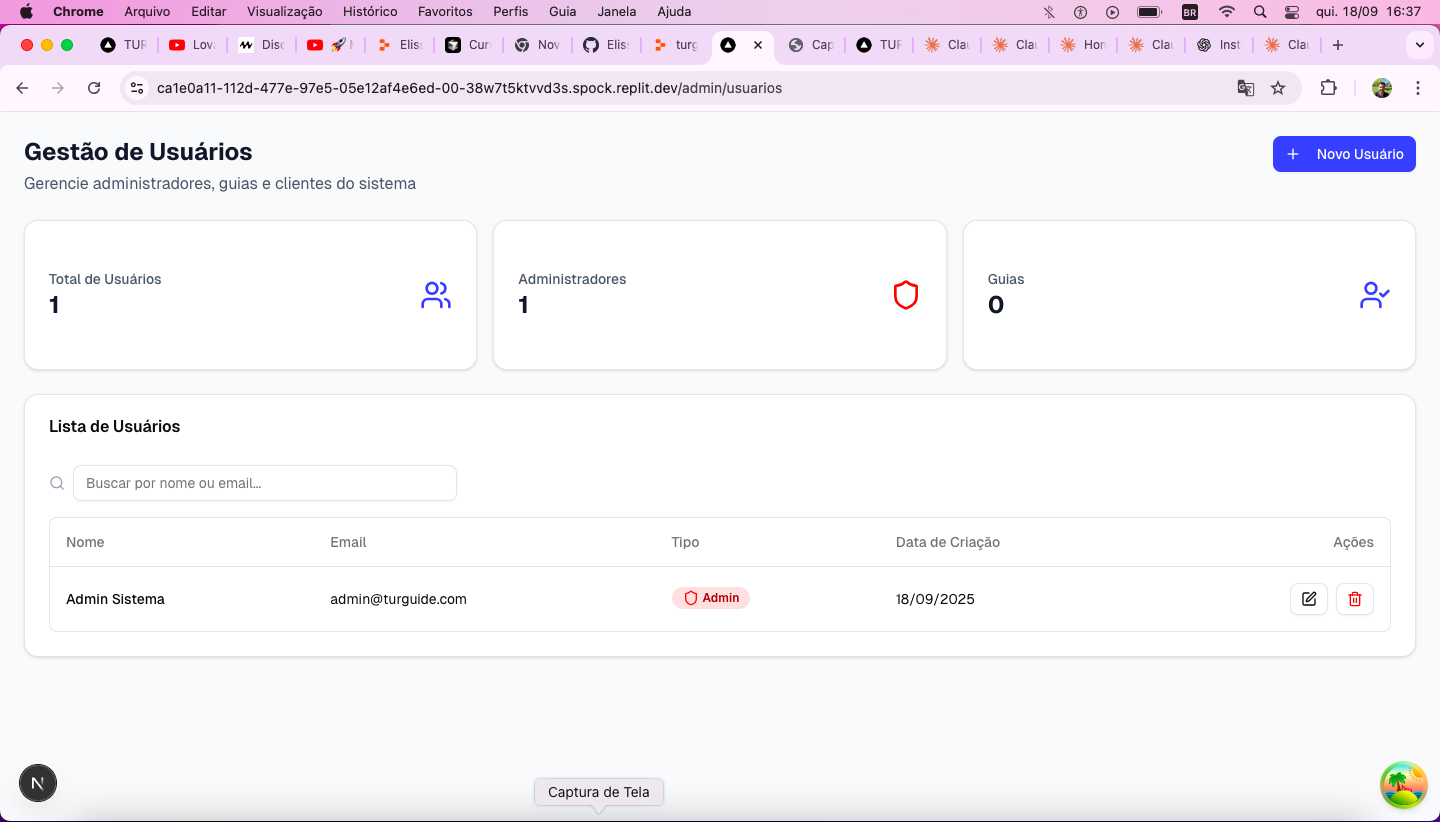 Chrome Arquivo Editar Visualização Histórico Favoritos Perfis Guia Janela Ajuda BR qui. 18/09 16:37
TUR Lova Disc Elis Cur Nov Elis turg Cap TUR Clau Clau Hon Clau Inst Clau
ca1e0a11-112d-477e-97e5-05e12af4e6ed-00-38w7t5ktvvd3s.spock.replit.dev/admin/usuarios
Gestão de Usuários
+ Novo Usuário
Gerencie administradores, guias e clientes do sistema
Total de Usuários
1
Administradores
1
Guias
0
Lista de Usuários
Buscar por nome ou email...
Nome Email Tipo Data de Criação Ações
Admin Sistema admin@turguide.com Admin 18/09/2025
N
Captura de Tela